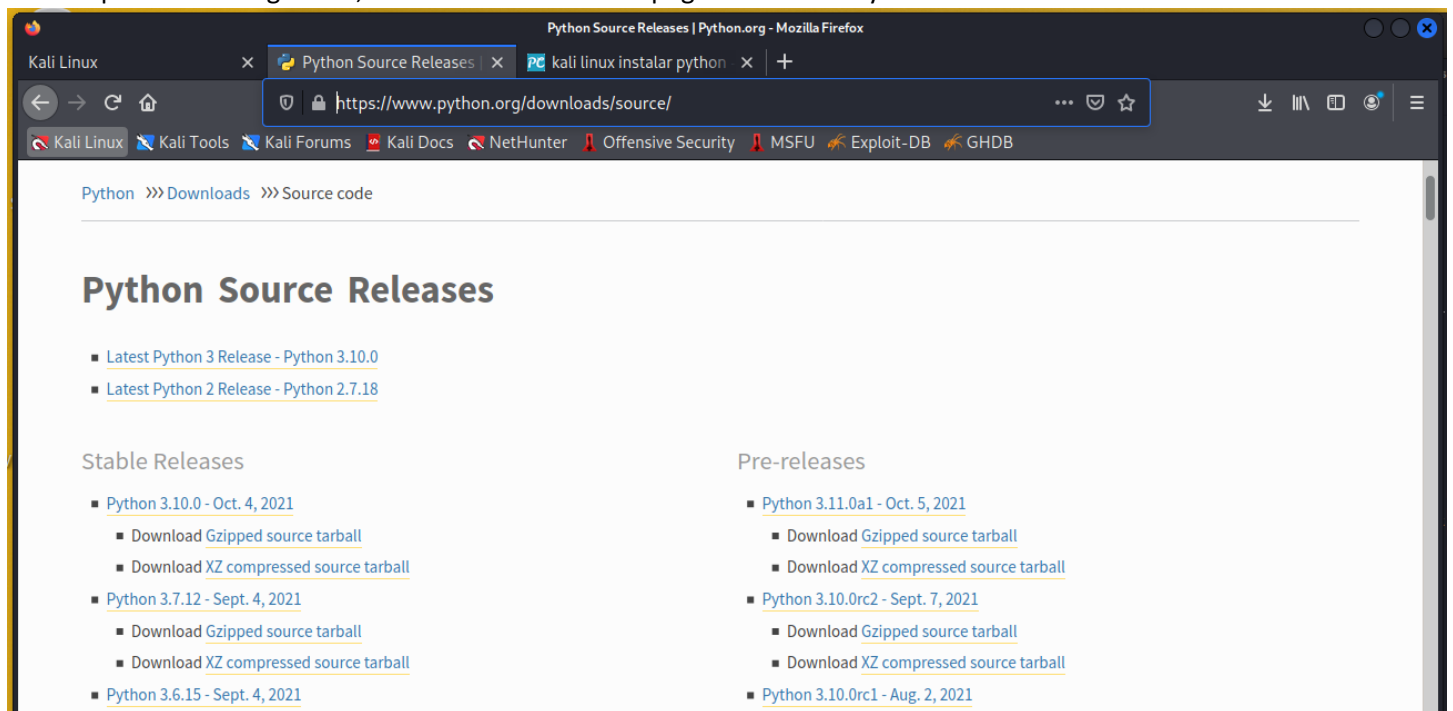 Python Source Releases | Python.org - Mozilla Firefox
Kali Linux
Python Source Releases |
kali linux instalar python -
https://www.python.org/downloads/source/
Kali Linux Kali Tools Kali Forums Kali Docs NetHunter Offensive Security MSFU Exploit-DB GHDB
Python >>> Downloads >>> Source code
Python Source Releases
Latest Python 3 Release - Python 3.10.0
Latest Python 2 Release - Python 2.7.18
Stable Releases
Python 3.10.0 - Oct. 4, 2021
Download Gzipped source tarball
Download XZ compressed source tarball
Python 3.7.12 - Sept. 4, 2021
Download Gzipped source tarball
Download XZ compressed source tarball
Python 3.6.15 - Sept. 4, 2021
Pre-releases
Python 3.11.0a1 - Oct. 5, 2021
Download Gzipped source tarball
Download XZ compressed source tarball
Python 3.10.0rc2 - Sept. 7, 2021
Download Gzipped source tarball
Download XZ compressed source tarball
Python 3.10.0rc1 - Aug. 2, 2021